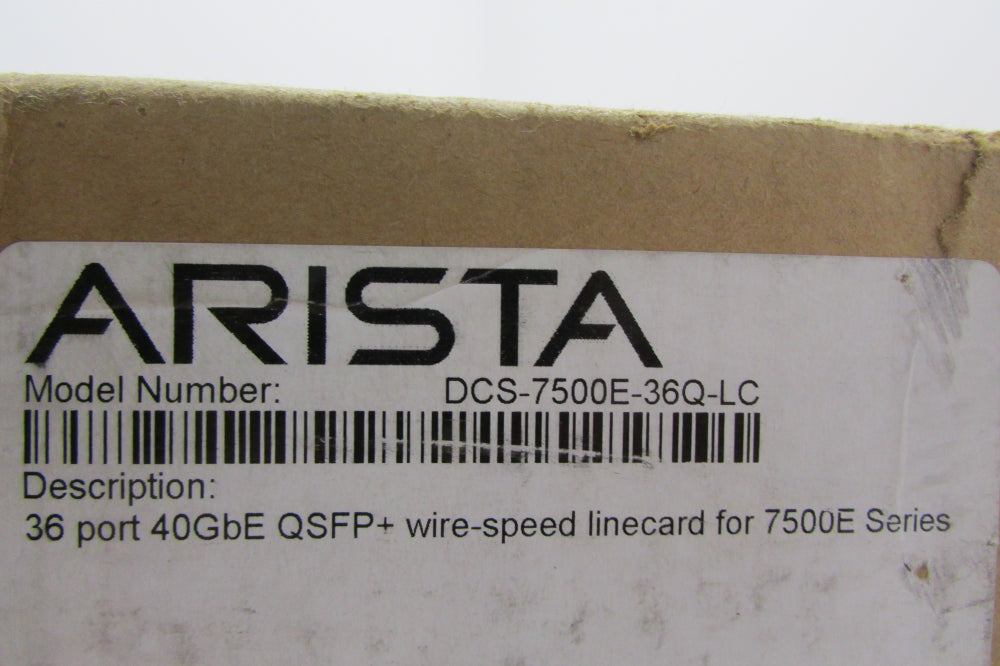 ARISTA
Model Number: DCS-7500E-36Q-LC
Description:
36 port 40GbE QSFP+ wire-speed linecard for 7500E Series